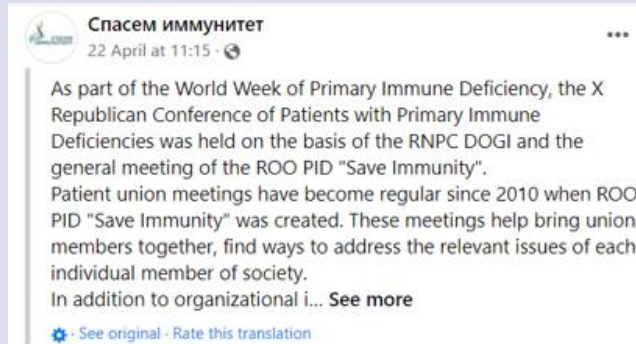 Спасем иммунитет
22 April at 11:15 ·
As part of the World Week of Primary Immune Deficiency, the X
Republican Conference of Patients with Primary Immune
Deficiencies was held on the basis of the RNPC DOGI and the
general meeting of the ROO PID "Save Immunity".
Patient union meetings have become regular since 2010 when ROO
PID "Save Immunity" was created. These meetings help bring union
members together, find ways to address the relevant issues of each
individual member of society.
In addition to organizational i... See more
· See original · Rate this translation